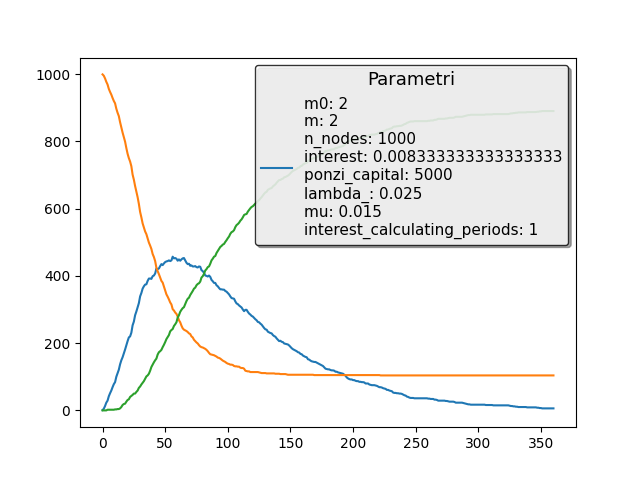 1000
800
600
400
200
0
Parametri
m0: 2
m: 2
n_nodes: 1000
interest: 0.008333333333333333
ponzi_capital: 5000
lambda_: 0.025
mu: 0.015
interest_calculating_periods: 1
0 50 100 150 200 250 300 350